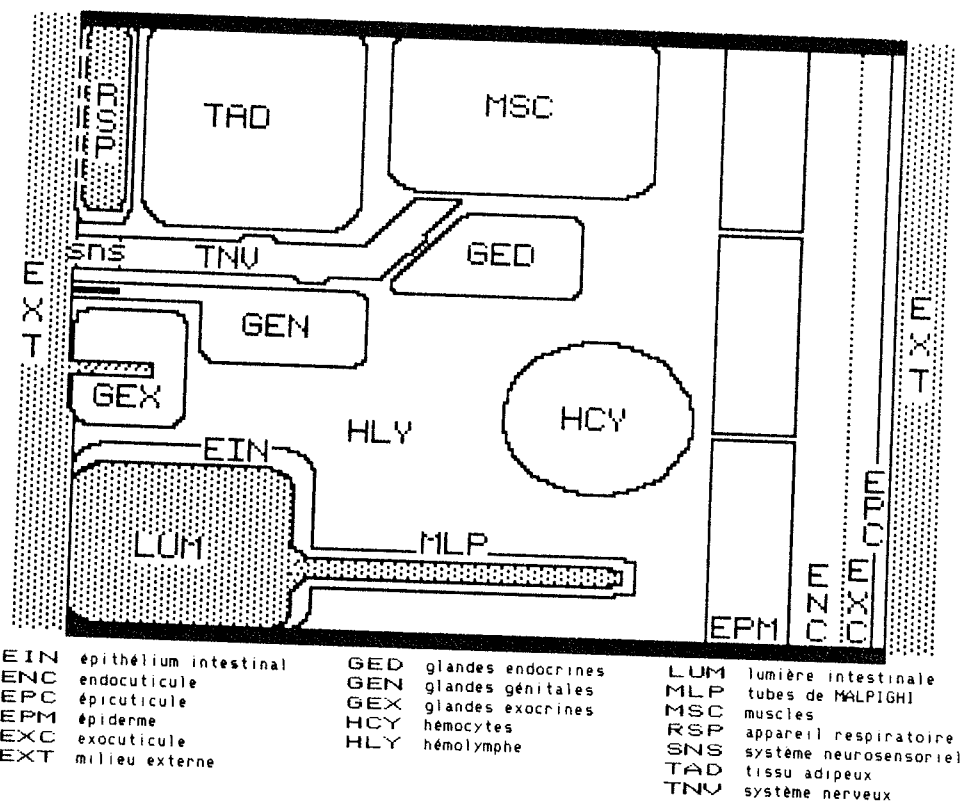 RSP
TAD
MSC
sns
TNV
GED
EXT
EXT
GEN
GEX
HLY
HCY
EIN
LUM
MLP
EPM
ENC
EXC
EPC
EIN épithélium intestinal
ENC endocuticule
EPC épicuticule
EPM épiderme
EXC exocuticule
EXT milieu externe
GED glandes endocrines
GEN glandes génitales
GEX glandes exocrines
HCY hémocytes
HLY hémolymphe
LUM lumière intestinale
MLP tubes de MALPIGHI
MSC muscles
RSP appareil respiratoire
SNS système neurosensoriel
TAD tissu adipeux
TNV système nerveux